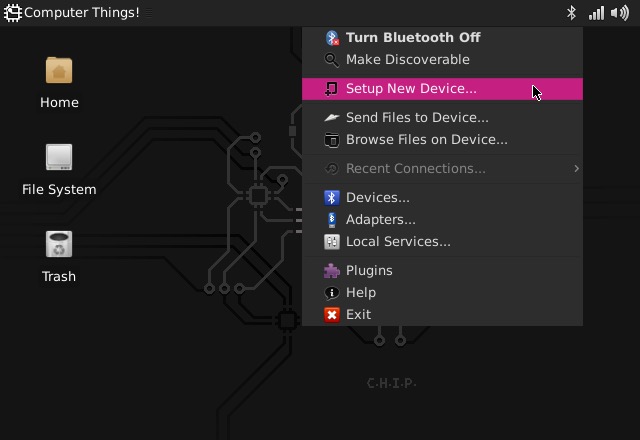 Computer Things!
Turn Bluetooth Off
Make Discoverable
Setup New Device...
Send Files to Device...
Browse Files on Device...
Recent Connections...
Devices...
Adapters...
Local Services...
Plugins
Help
Exit
Home
File System
Trash
C.H.I.P.